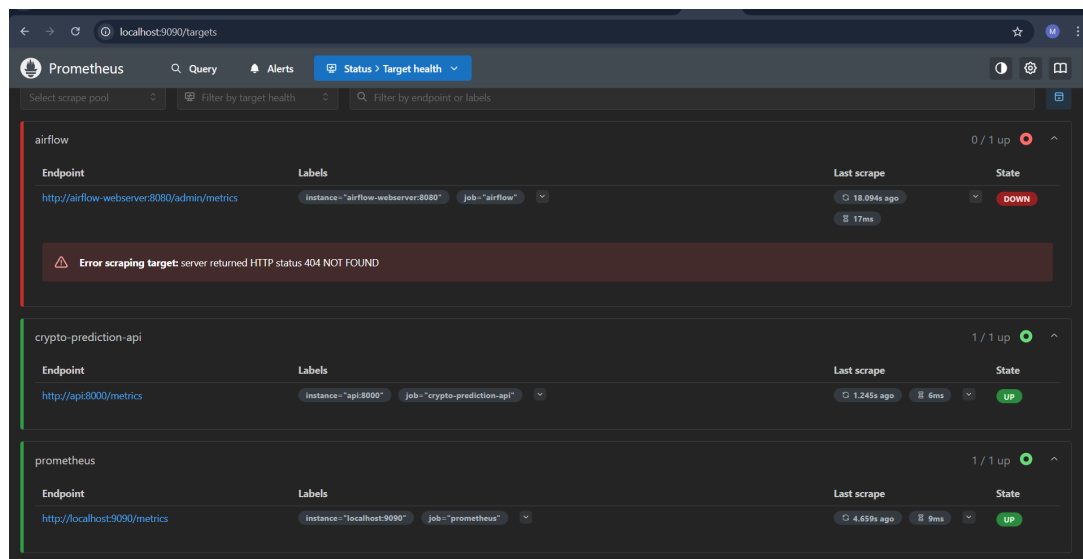 localhost:9090/targets
M
Prometheus Query Alerts Status > Target health
Select scrape pool Filter by target health Filter by endpoint or labels
airflow 0 / 1 up
Endpoint Labels Last scrape State
http://airflow-webserver:8080/admin/metrics instance="airflow-webserver:8080" job="airflow" 18.094s ago DOWN
17ms
Error scraping target: server returned HTTP status 404 NOT FOUND
crypto-prediction-api 1 / 1 up
Endpoint Labels Last scrape State
http://api:8000/metrics instance="api:8000" job="crypto-prediction-api" 1.245s ago 6ms UP
prometheus 1 / 1 up
Endpoint Labels Last scrape State
http://localhost:9090/metrics instance="localhost:9090" job="prometheus" 4.659s ago 9ms UP